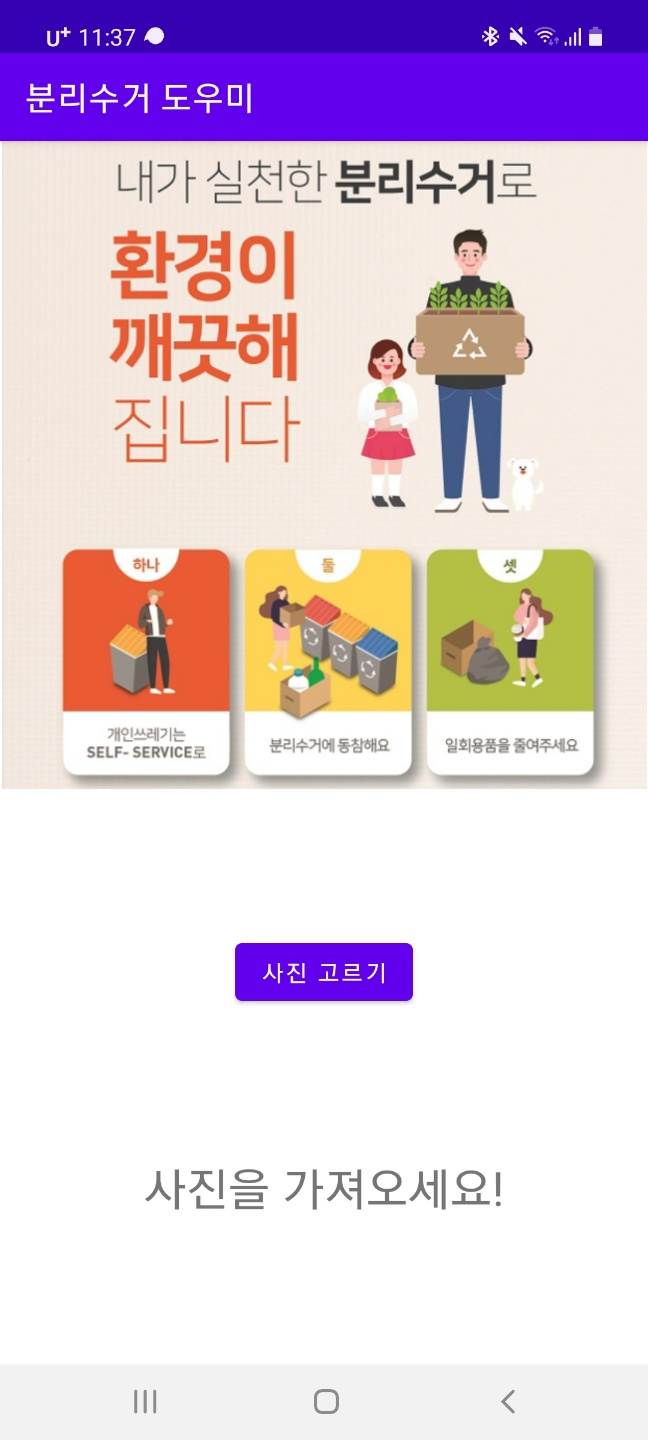 U+ 11:37
분리수거 도우미
내가 실천한 분리수거로
환경이
깨끗해
집니다
하나
개인쓰레기는
SELF- SERVICE로
둘
분리수거에 동참해요
셋
일회용품을 줄여주세요
사진 고르기
사진을 가져오세요!